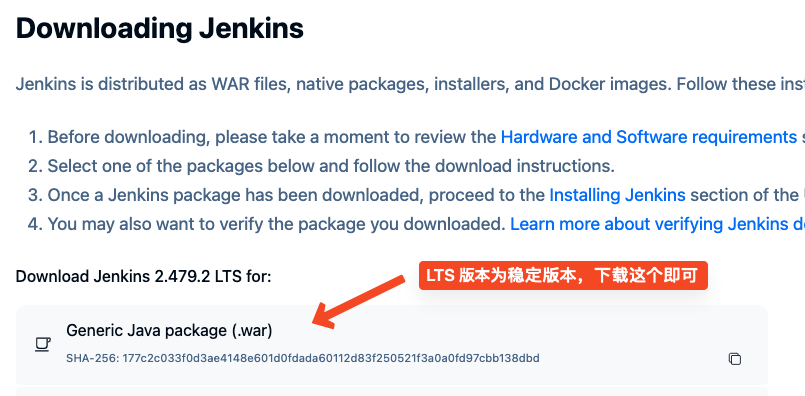 Downloading Jenkins
Jenkins is distributed as WAR files, native packages, installers, and Docker images. Follow these inst
1. Before downloading, please take a moment to review the Hardware and Software requirements s
2. Select one of the packages below and follow the download instructions.
3. Once a Jenkins package has been downloaded, proceed to the Installing Jenkins section of the U
4. You may also want to verify the package you downloaded. Learn more about verifying Jenkins do
Download Jenkins 2.479.2 LTS for:
LTS 版本为稳定版本，下载这个即可
Generic Java package (.war)
SHA-256: 177c2c033f0d3ae4148e601d0fdada60112d83f250521f3a0a0fd97cbb138dbd